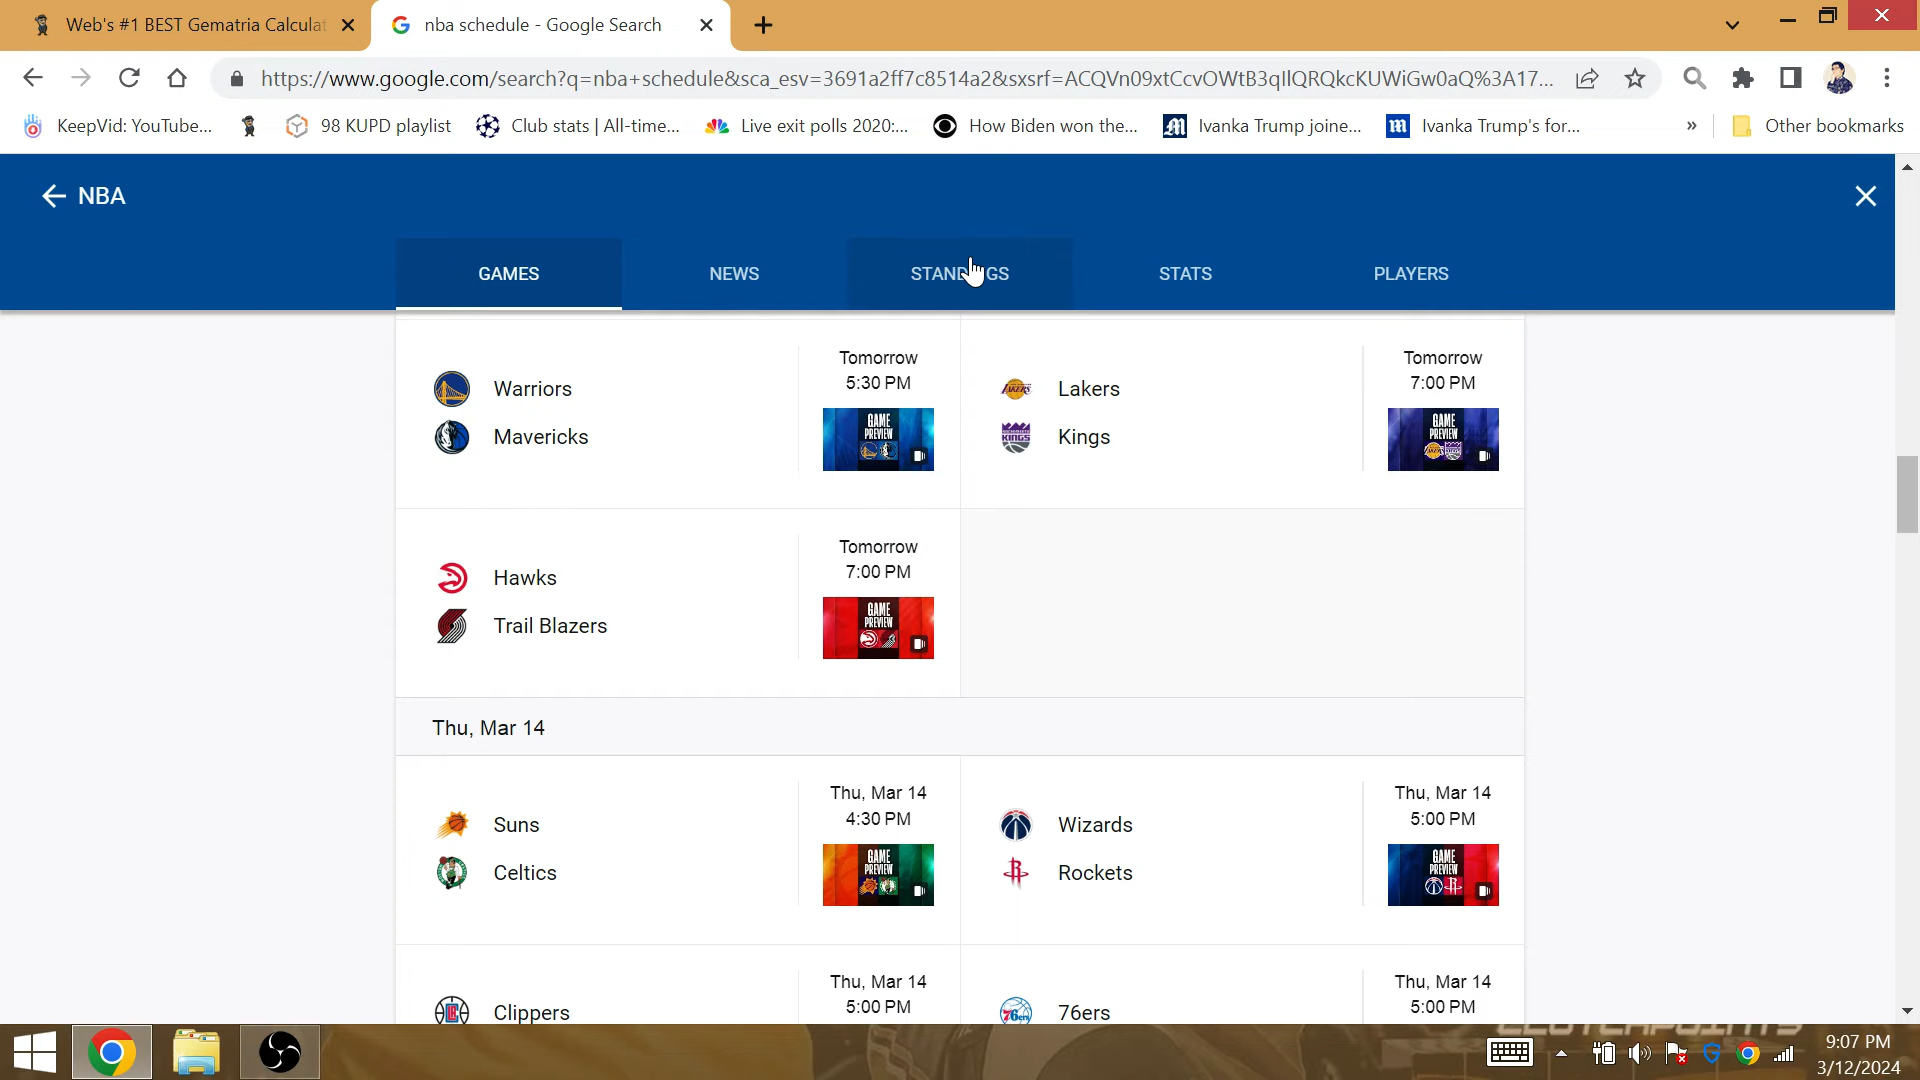 Web's #1 BEST Gematria Calculat
nba schedule - Google Search
https://www.google.com/search?q=nba+schedule&sca_esv=3691a2ff7c8514a2&sxsrf=ACQVn09xtCcvOWtB3qIlQRQkcKUWiGw0aQ%3A17...
KeepVid: YouTube...
98 KUPD playlist
Club stats | All-time...
Live exit polls 2020:...
How Biden won the...
Ivanka Trump joine...
Ivanka Trump's for...
»
Other bookmarks
NBA
GAMES
NEWS
STATS
PLAYERS
Warriors
Mavericks
Tomorrow
5:30 PM
GAME
PREVIEW
Lakers
Kings
Tomorrow
7:00 PM
GAME
PREVIEW
Hawks
Trail Blazers
Tomorrow
7:00 PM
GAME
PREVIEW
Thu, Mar 14
Suns
Celtics
Thu, Mar 14
4:30 PM
GAME
PREVIEW
Wizards
Rockets
Thu, Mar 14
5:00 PM
GAME
PREVIEW
Clippers
Thu, Mar 14
5:00 PM
76ers
Thu, Mar 14
5:00 PM
9:07 PM
3/12/2024